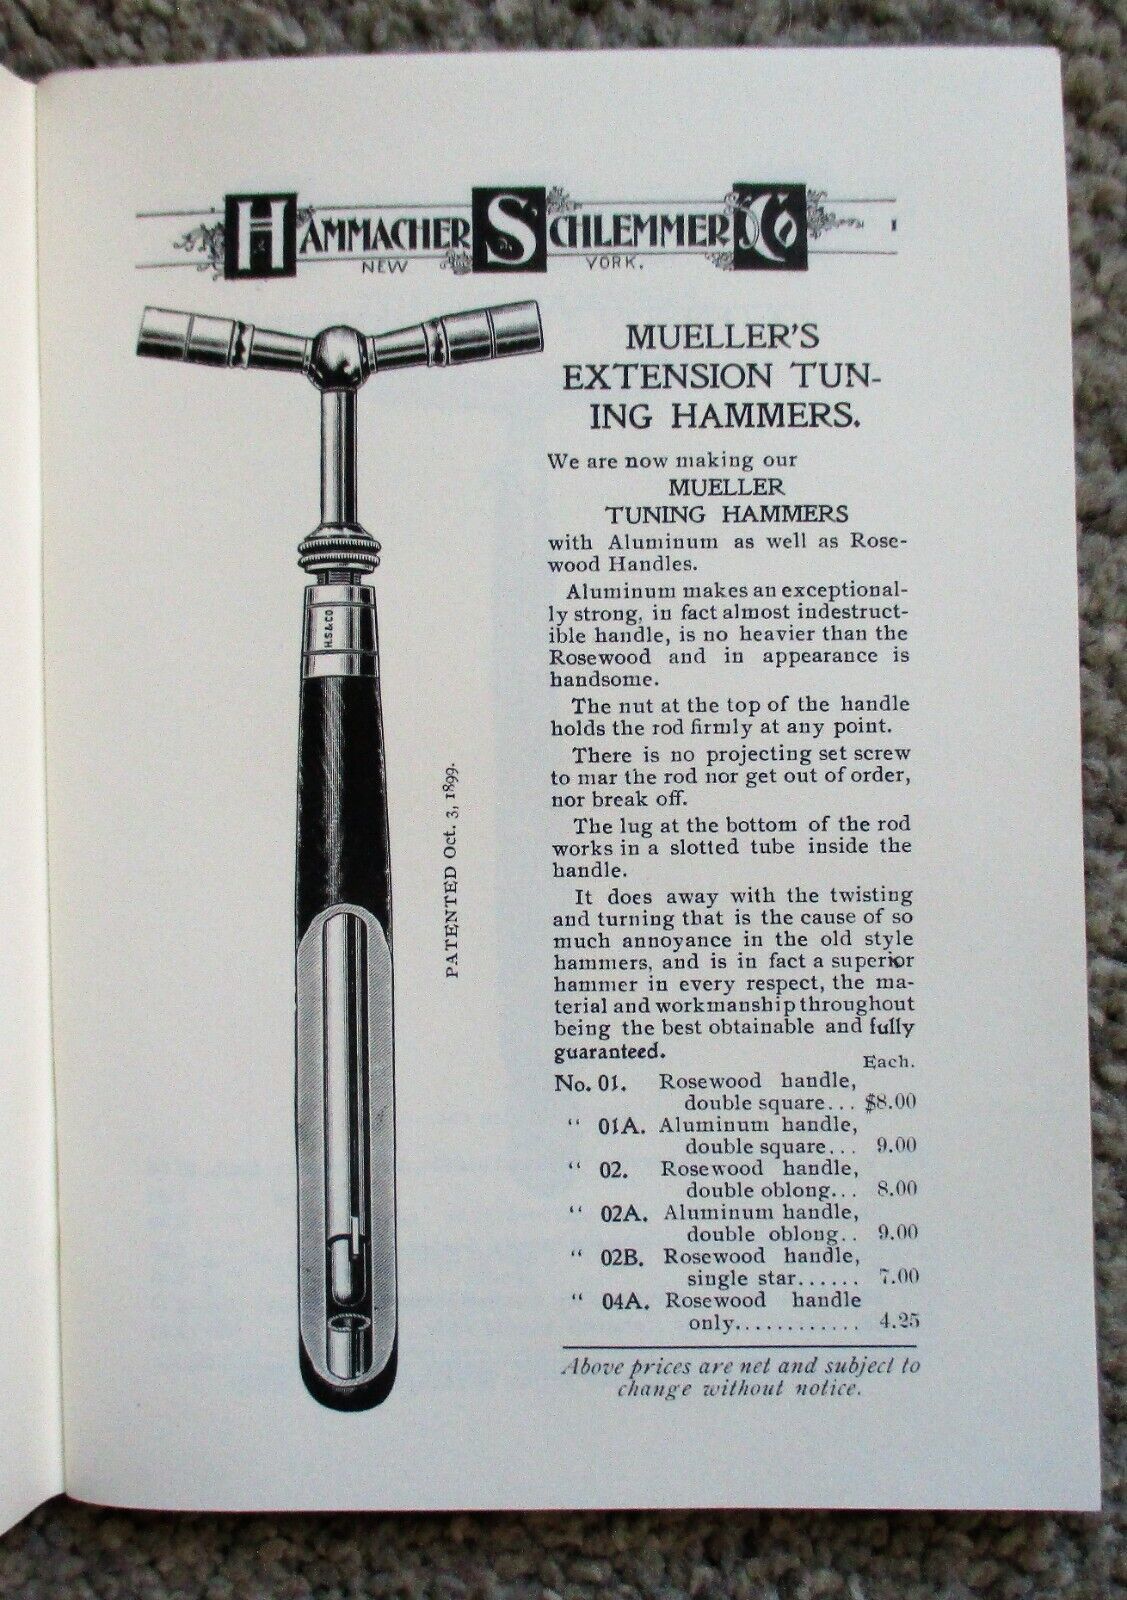 HAMMACHER SCHLEMMER & CO
NEW YORK.
MUELLER'S
EXTENSION TUN-
ING HAMMERS.
We are now making our
MUELLER
TUNING HAMMERS
with Aluminum as well as Rose-
wood Handles.
Aluminum makes an exceptional-
ly strong, in fact almost indestruct-
ible handle, is no heavier than the
Rosewood and in appearance is
handsome.
The nut at the top of the handle
holds the rod firmly at any point.
There is no projecting set screw
to mar the rod nor get out of order,
nor break off.
The lug at the bottom of the rod
works in a slotted tube inside the
handle.
It does away with the twisting
and turning that is the cause of so
much annoyance in the old style
hammers, and is in fact a superior
hammer in every respect, the ma-
terial and workmanship throughout
being the best obtainable and fully
guaranteed.
Each.
No. 01. Rosewood handle,
double square... $8.00
" 01A. Aluminum handle,
double square... 9.00
" 02. Rosewood handle,
double oblong... 8.00
" 02A. Aluminum handle,
double oblong.. 9.00
" 02B. Rosewood handle,
single star...... 7.00
" 04A. Rosewood handle
only............ 4.25
Above prices are net and subject to
change without notice.
H.S.& CO
PATENTED Oct. 3, 1899.